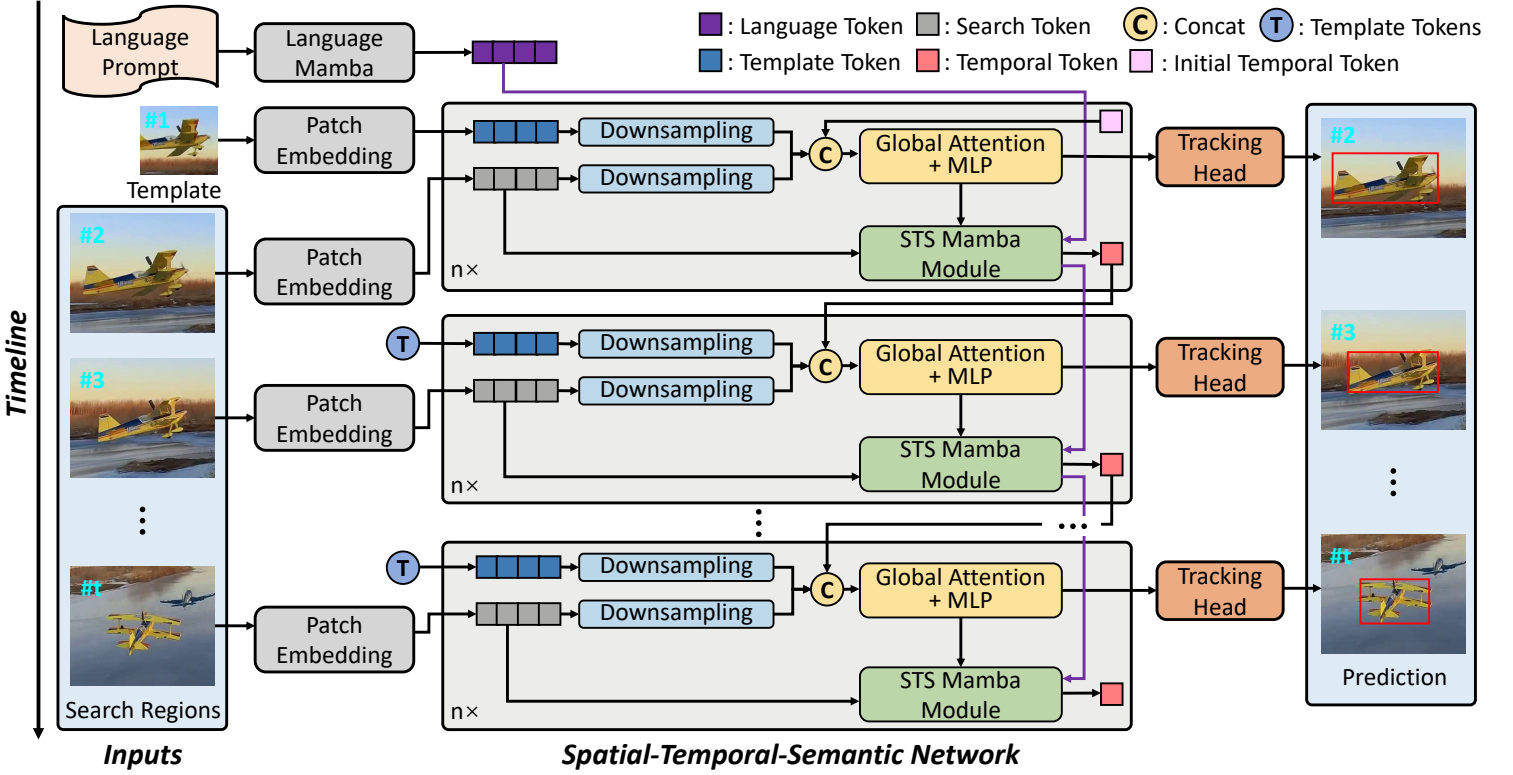 Language
Prompt
Language
Mamba
: Language Token
: Search Token
C : Concat
T : Template Tokens
: Template Token
: Temporal Token
: Initial Temporal Token
#1
Template
Patch
Embedding
Downsampling
Downsampling
C
Global Attention
+ MLP
STS Mamba
Module
n×
Tracking
Head
#2
#2
Patch
Embedding
Timeline
T
Downsampling
Downsampling
C
Global Attention
+ MLP
STS Mamba
Module
n×
Tracking
Head
#3
#3
Patch
Embedding
T
Downsampling
Downsampling
C
Global Attention
+ MLP
STS Mamba
Module
n×
Tracking
Head
#t
#t
Patch
Embedding
Search Regions
Prediction
Inputs
Spatial-Temporal-Semantic Network